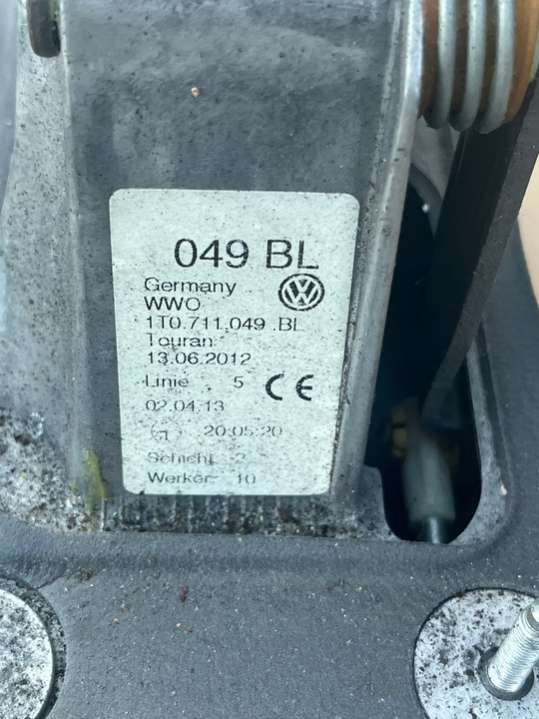 049 BL
Germany
WWO
1T0.711.049 .BL
Touran
13.06.2012
Linie . 5 CE
02.04.13
20:05:20
Schicht 2
Werker 10